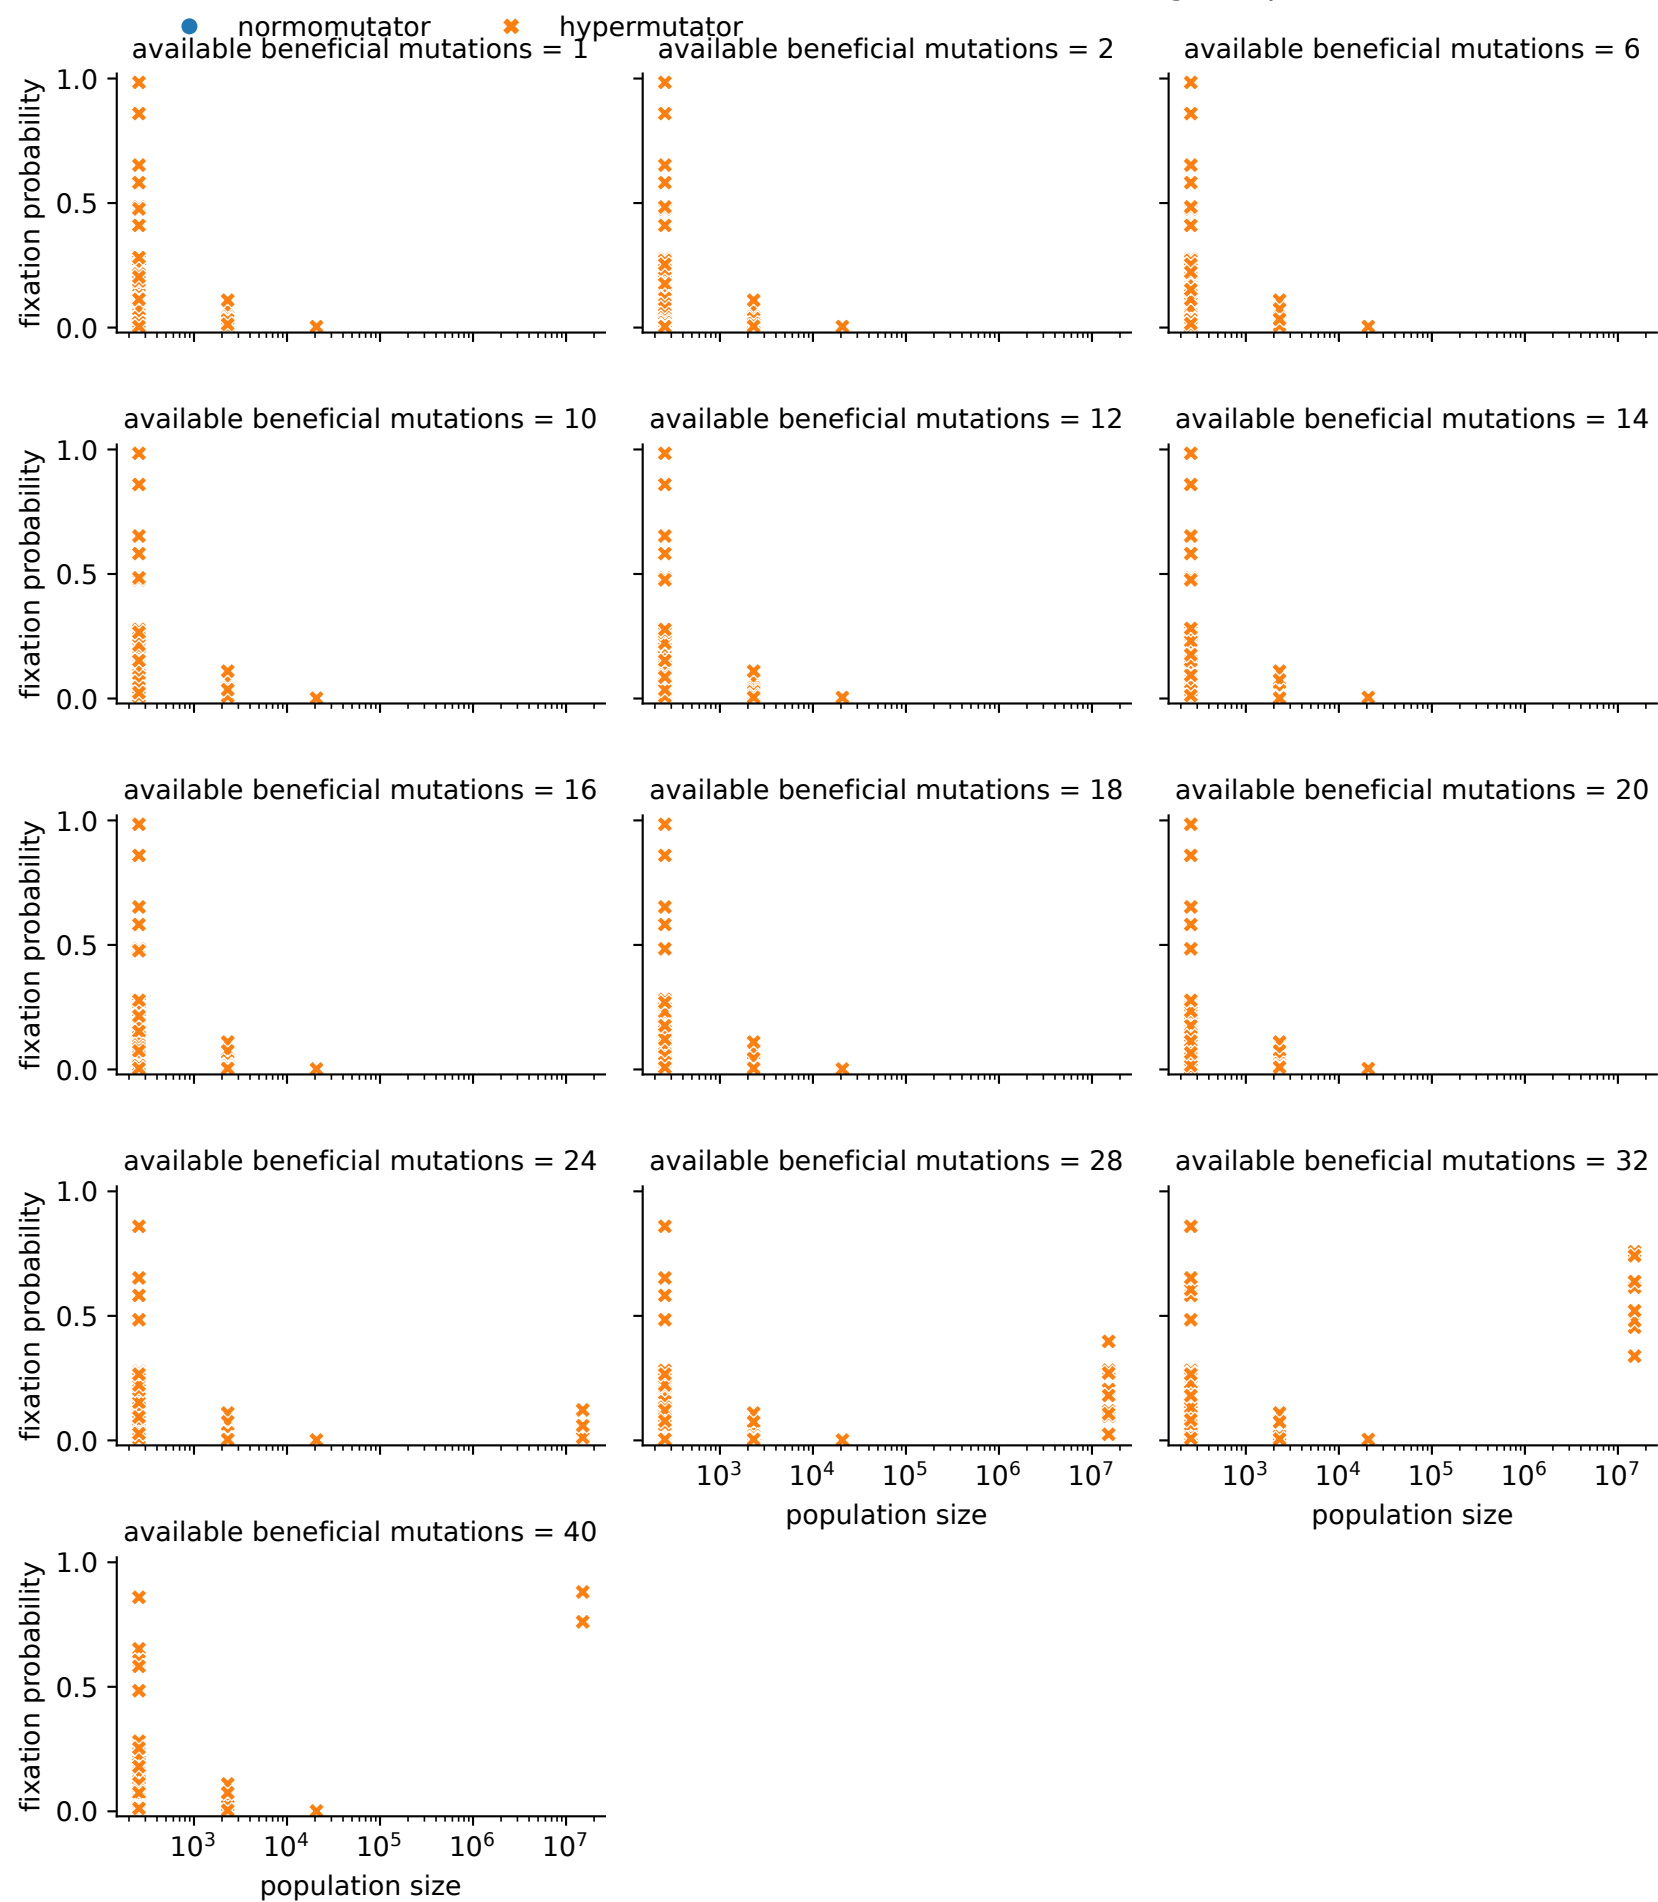 normomutator hypermutator
available beneficial mutations = 1 available beneficial mutations = 2 available beneficial mutations = 6
1.0
0.5
0.0
fixation probability
available beneficial mutations = 10 available beneficial mutations = 12 available beneficial mutations = 14
1.0
0.5
0.0
fixation probability
available beneficial mutations = 16 available beneficial mutations = 18 available beneficial mutations = 20
1.0
0.5
0.0
fixation probability
available beneficial mutations = 24 available beneficial mutations = 28 available beneficial mutations = 32
1.0
0.5
0.0
fixation probability
10³ 10⁴ 10⁵ 10⁶ 10⁷ 10³ 10⁴ 10⁵ 10⁶ 10⁷
population size population size
available beneficial mutations = 40
1.0
0.5
0.0
fixation probability
10³ 10⁴ 10⁵ 10⁶ 10⁷
population size